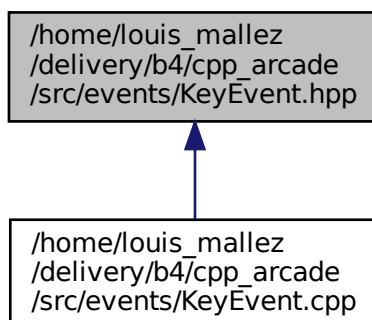 /home/louis_mallez
/delivery/b4/cpp_arcade
/src/events/KeyEvent.hpp
/home/louis_mallez
/delivery/b4/cpp_arcade
/src/events/KeyEvent.cpp